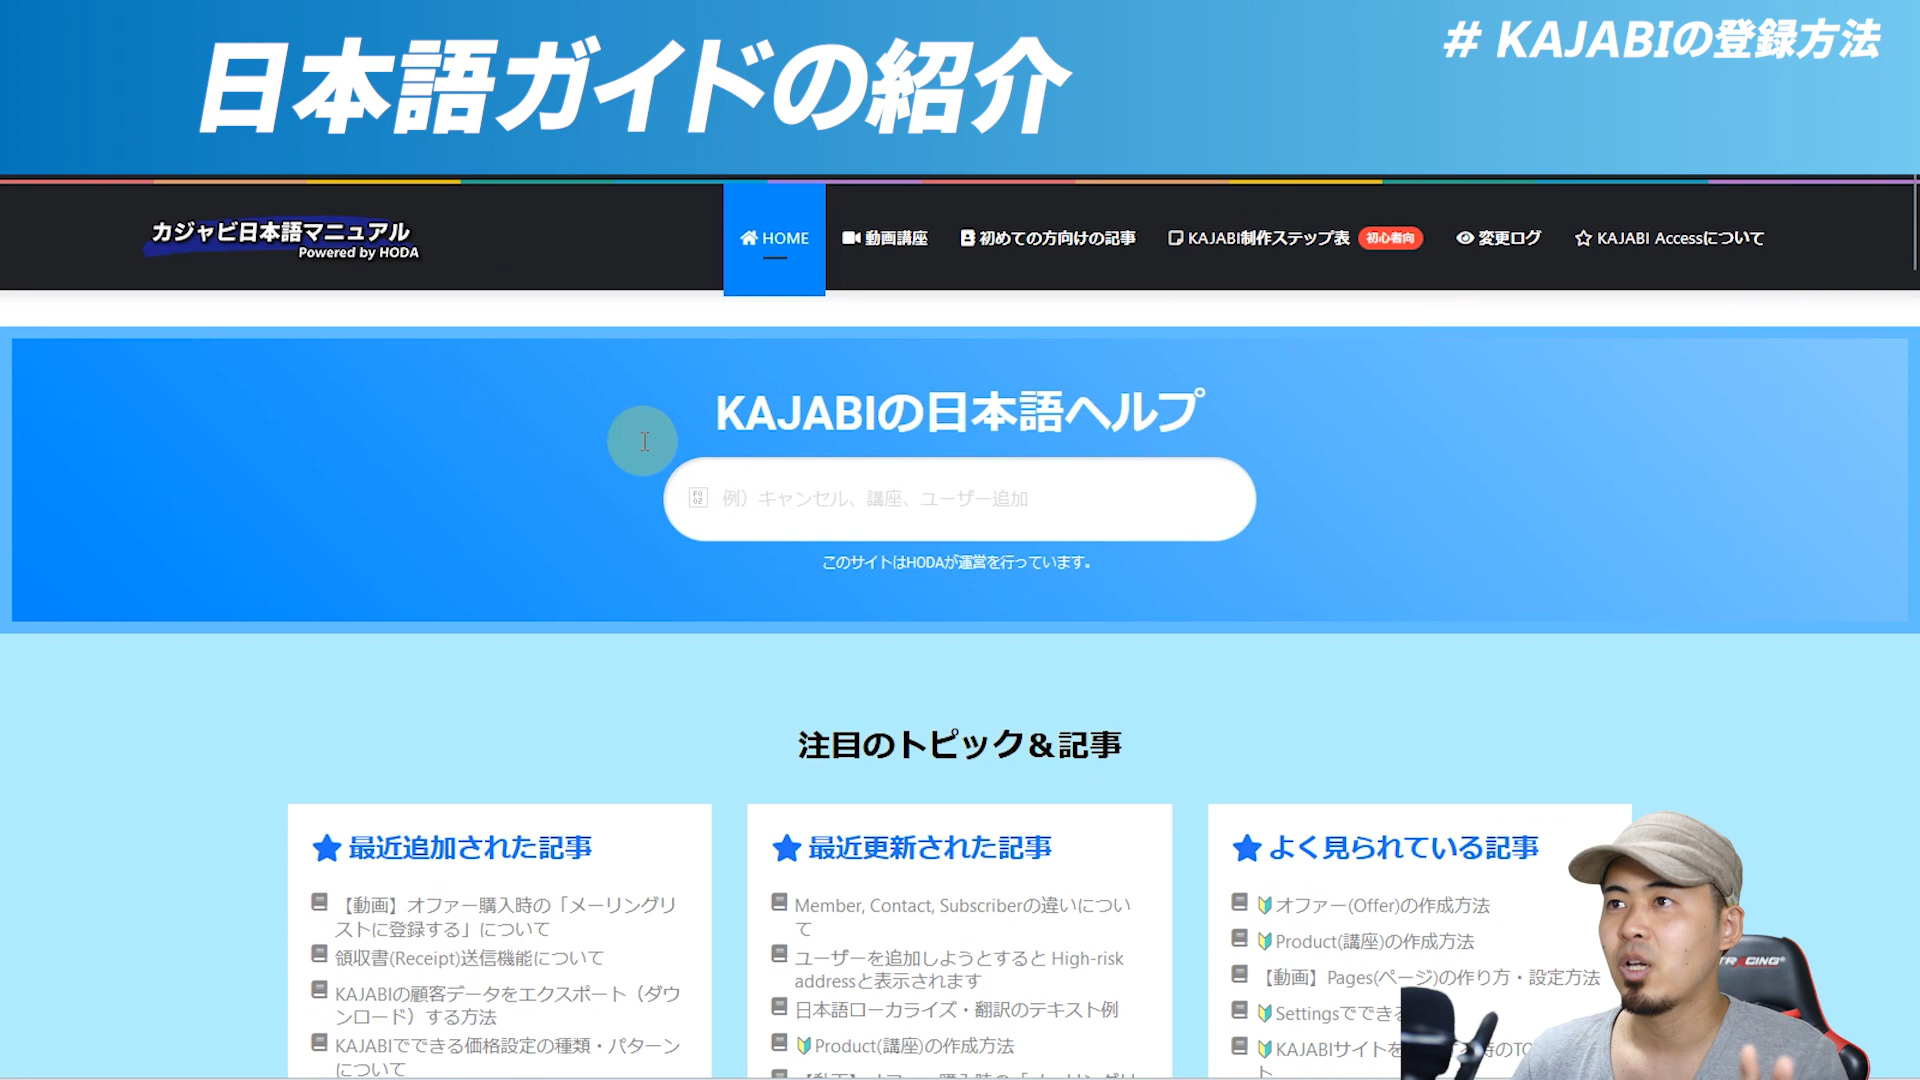 日本語ガイドの紹介
# KAJABIの登録方法
カジャビ日本語マニュアル
Powered by HODA
HOME
動画講座
初めての方向けの記事
KAJABI制作ステップ表 初心者向
変更ログ
KAJABI Accessについて
KAJABIの日本語ヘルプ
例）キャンセル、講座、ユーザー追加
このサイトはHODAが運営を行っています。
注目のトピック＆記事
最近追加された記事
【動画】オファー購入時の「メーリングリ
ストに登録する」について
領収書(Receipt)送信機能について
KAJABIの顧客データをエクスポート（ダウ
ンロード）する方法
KAJABIでできる価格設定の種類・パターン
について
最近更新された記事
Member, Contact, Subscriberの違いについ
て
ユーザーを追加しようとすると High-risk
addressと表示されます
日本語ローカライズ・翻訳のテキスト例
Product(講座)の作成方法
よく見られている記事
オファー(Offer)の作成方法
Product(講座)の作成方法
【動画】Pages(ページ)の作り方・設定方法
Settingsででき
KAJABIサイトを
ト